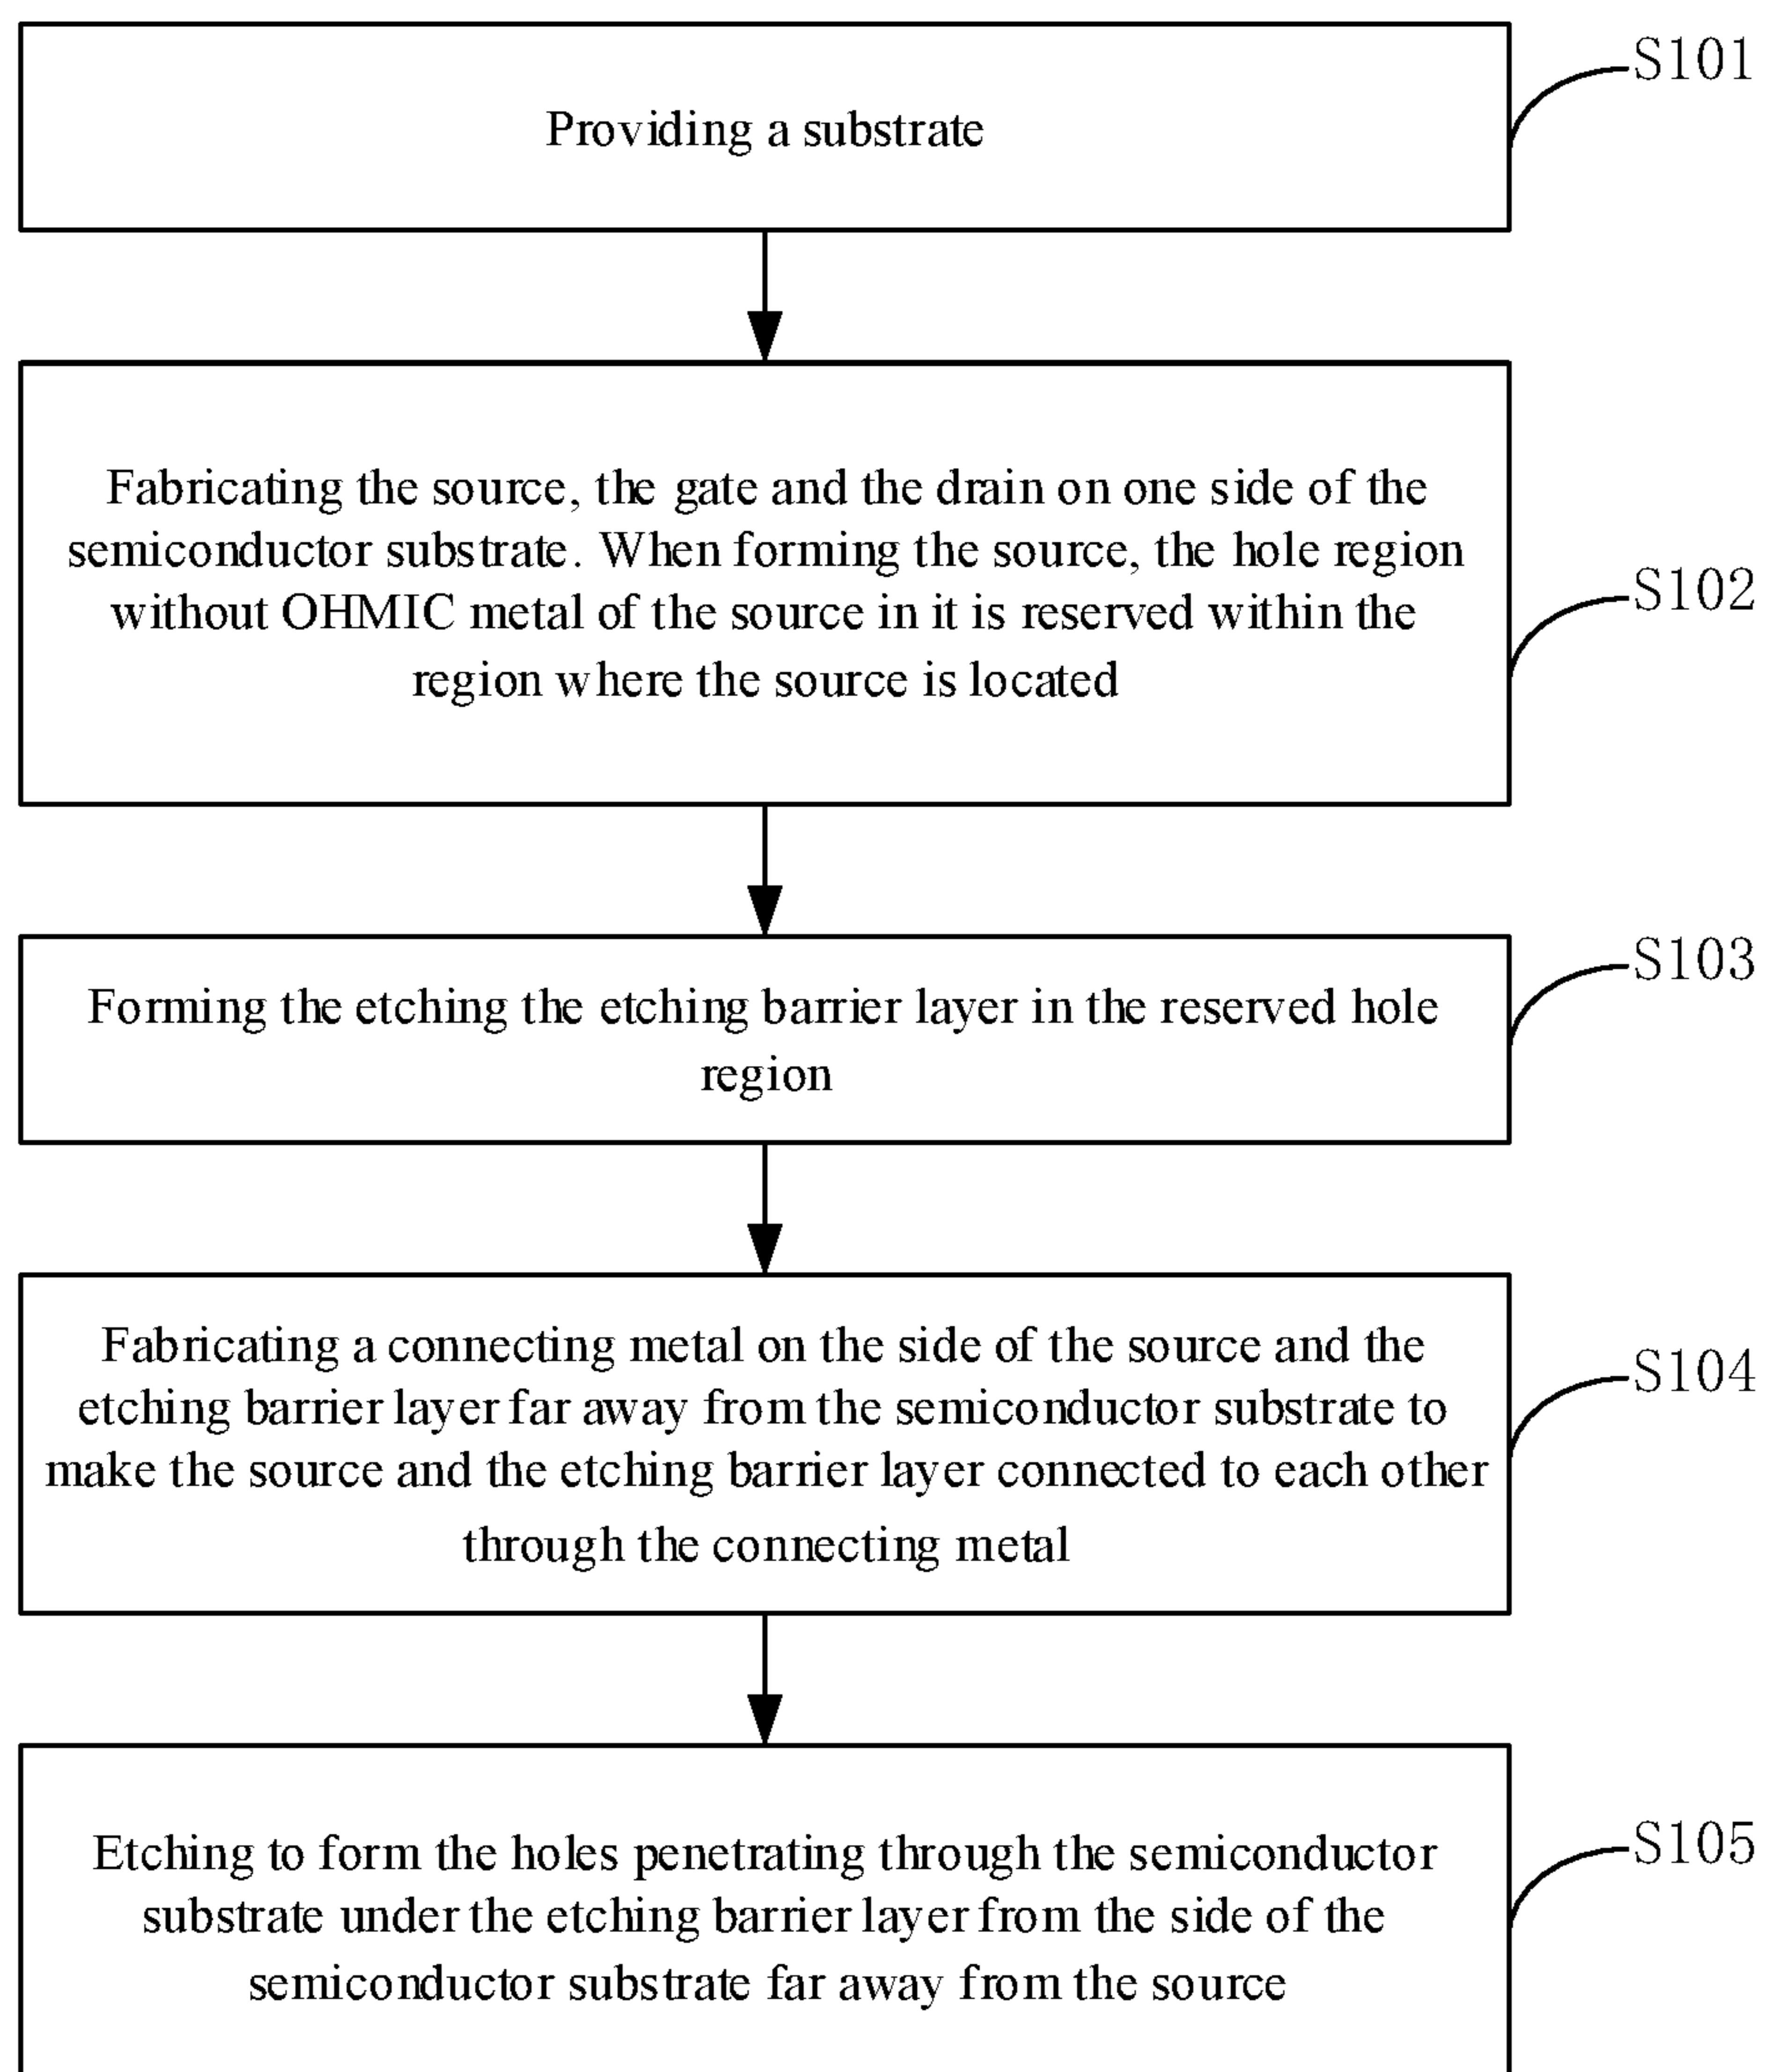 Providing a substrate
S101
Fabricating the source, the gate and the drain on one side of the
semiconductor substrate. When forming the source, the hole region
without OHMIC metal of the source in it is reserved within the
region where the source is located
S102
Forming the etching the etching barrier layer in the reserved hole
region
S103
Fabricating a connecting metal on the side of the source and the
etching barrier layer far away from the semiconductor substrate to
make the source and the etching barrier layer connected to each other
through the connecting metal
S104
Etching to form the holes penetrating through the semiconductor
substrate under the etching barrier layer from the side of the
semiconductor substrate far away from the source
S105